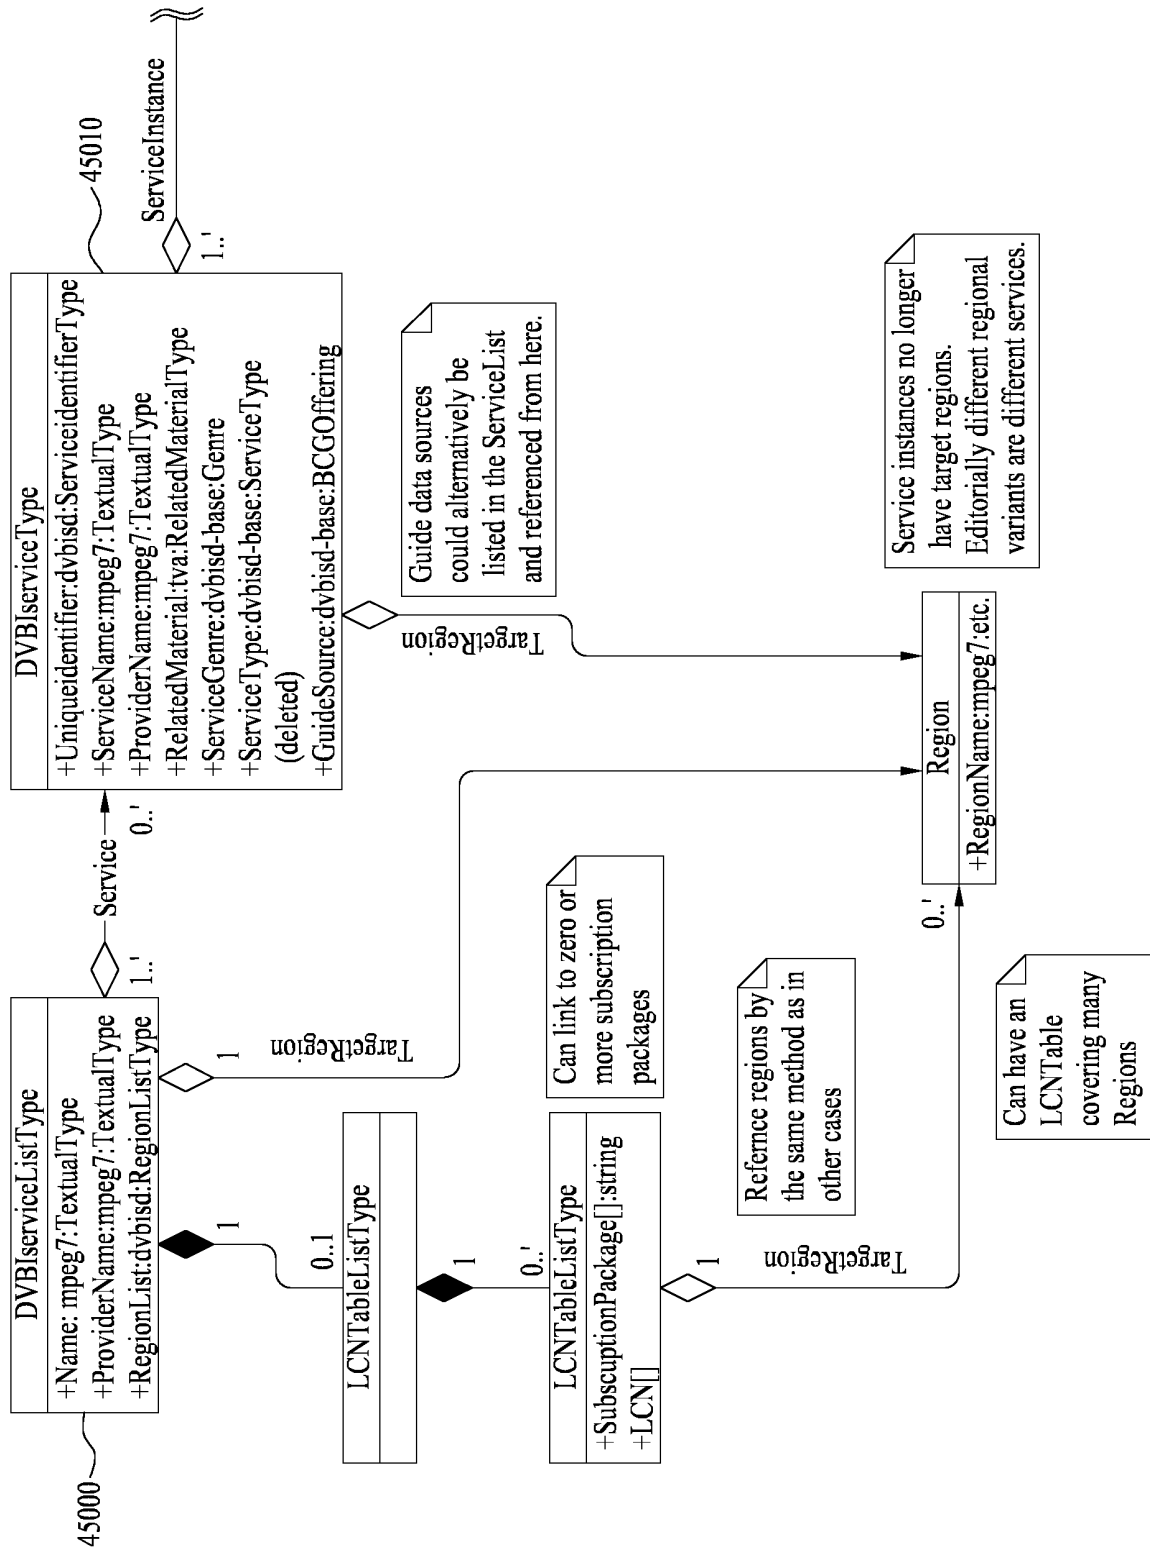 45000
DVBIserviceListType
+Name: mpeg7:TextualType
+ProviderName:mpeg7:TextualType
+RegionList:dvbisd:RegionListType
1..'
Service
0..'
DVBIserviceType
+Uniqueidentifier:dvbisd:ServiceidentifierType
+ServiceName:mpeg7:TextualType
+ProviderName:mpeg7:TextualType
+RelatedMaterial:tva:RelatedMaterialType
+ServiceGenre:dvbisd-base:Genre
+ServiceType:dvbisd-base:ServiceType
(deleted)
+GuideSource:dvbisd-base:BCGOffering
45010
ServiceInstance
1..'
1
1
TargetRegion
0..1
LCNTableListType
1
0..'
LCNTableListType
+SubscuptionPackage[]:string
+LCN[]
1
TargetRegion
Can link to zero or
more subscription
packages
Refernce regions by
the same method as in
other cases
TargetRegion
Guide data sources
could alternatively be
listed in the ServiceList
and referenced from here.
0..'
Region
+RegionName:mpeg7:etc.
Service instances no longer
have target regions.
Editorially different regional
variants are different services.
Can have an
LCNTable
covering many
Regions